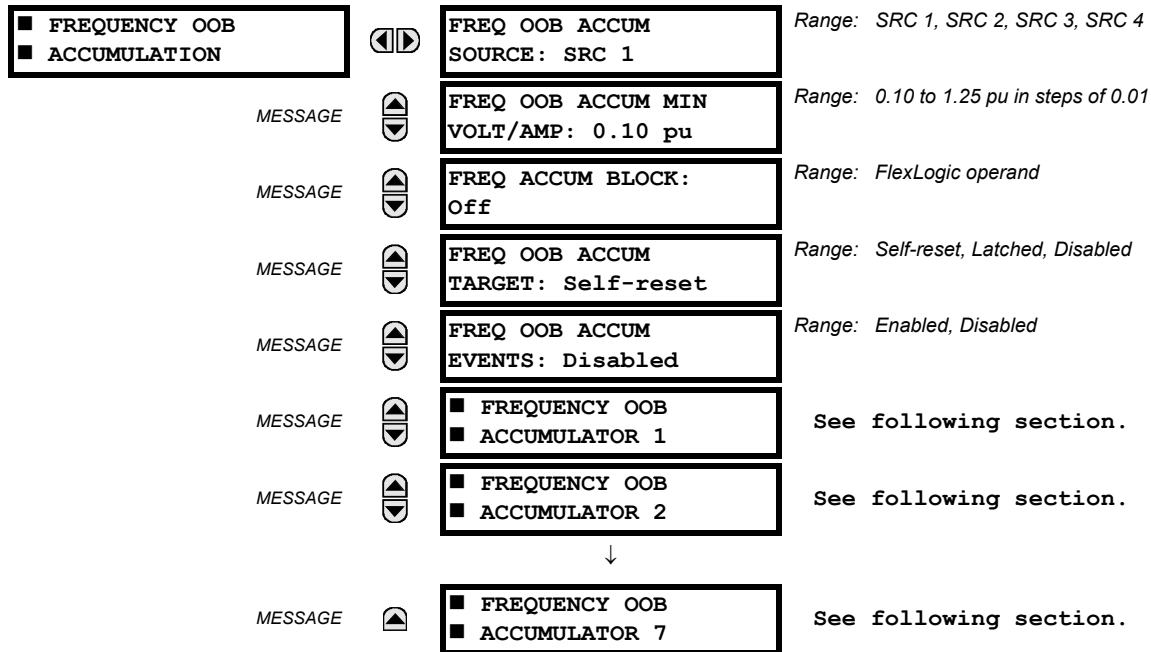 ■ FREQUENCY OOB
■ ACCUMULATION
FREQ OOB ACCUM
SOURCE: SRC 1
Range: SRC 1, SRC 2, SRC 3, SRC 4
MESSAGE
FREQ OOB ACCUM MIN
VOLT/AMP: 0.10 pu
Range: 0.10 to 1.25 pu in steps of 0.01
MESSAGE
FREQ ACCUM BLOCK:
Off
Range: FlexLogic operand
MESSAGE
FREQ OOB ACCUM
TARGET: Self-reset
Range: Self-reset, Latched, Disabled
MESSAGE
FREQ OOB ACCUM
EVENTS: Disabled
Range: Enabled, Disabled
MESSAGE
■ FREQUENCY OOB
■ ACCUMULATOR 1
See following section.
MESSAGE
■ FREQUENCY OOB
■ ACCUMULATOR 2
See following section.
↓
MESSAGE
■ FREQUENCY OOB
■ ACCUMULATOR 7
See following section.